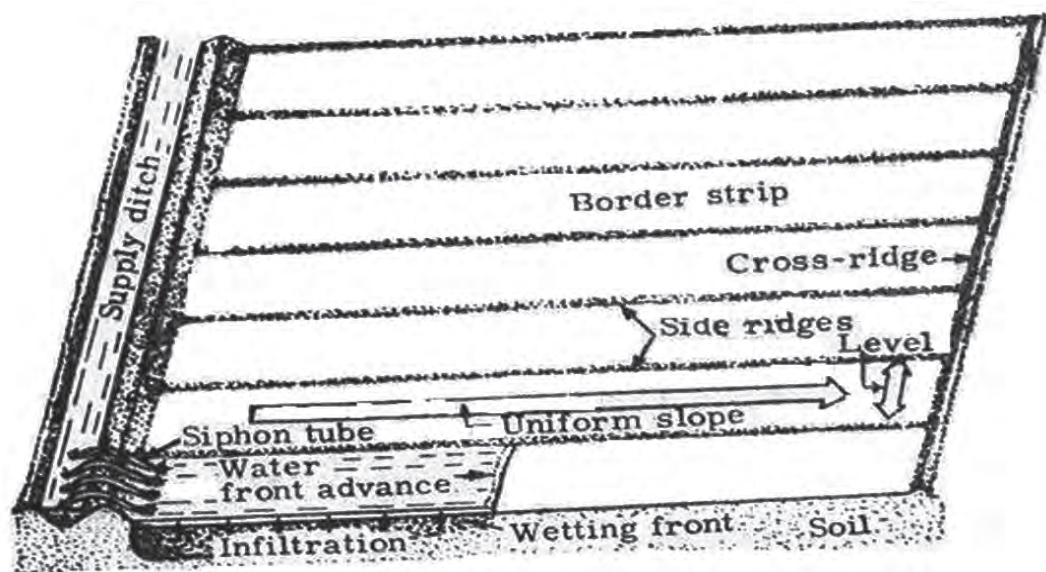 Supply ditch
Border strip
Cross-ridge
Side ridges
Level
Uniform slope
Siphon tube
Water
front advance
Wetting front
Soil
Infiltration